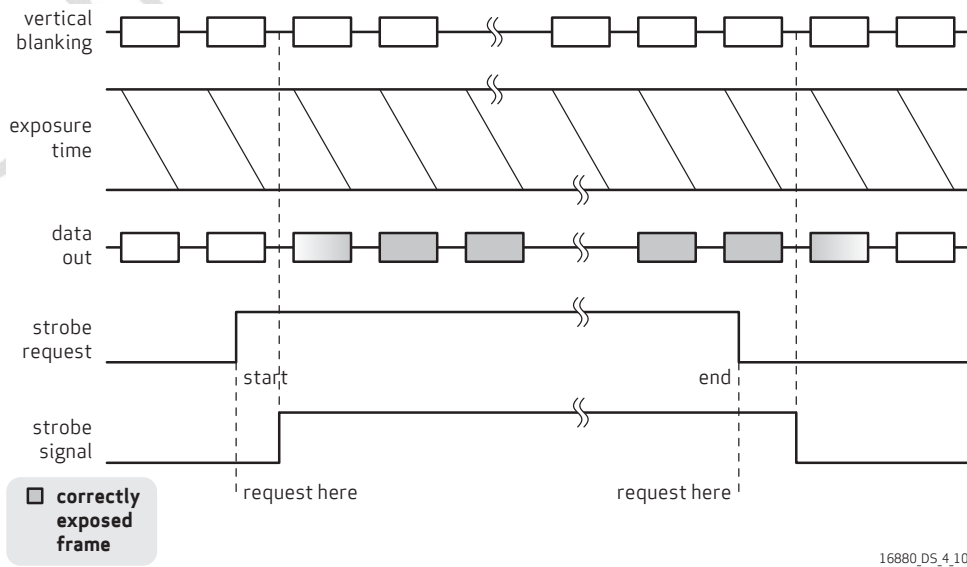 vertical
blanking
exposure
time
data
out
strobe
request
start
end
strobe
signal
request here
request here
correctly
exposed
frame
16880_DS_4_10